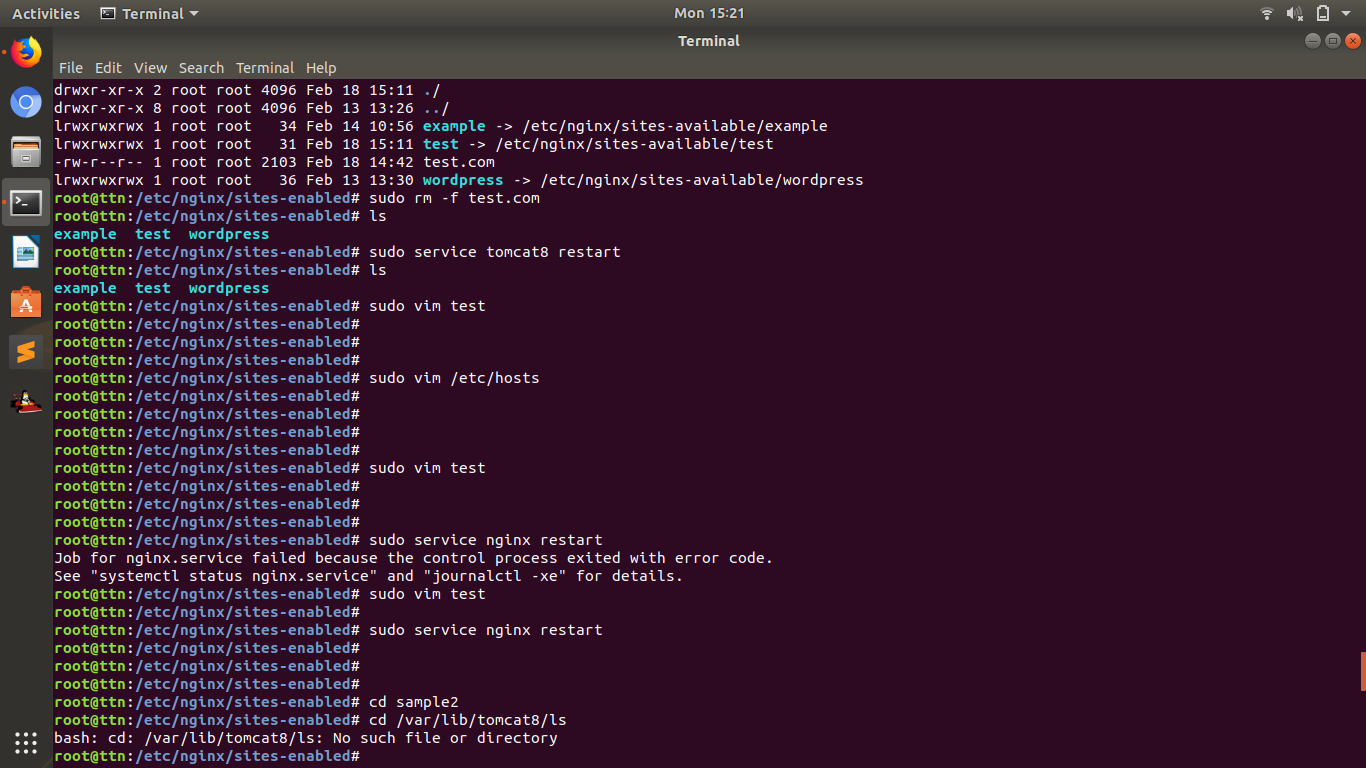 Activities Terminal Mon 15:21
Terminal
File Edit View Search Terminal Help
drwxr-xr-x 2 root root 4096 Feb 18 15:11 ./
drwxr-xr-x 8 root root 4096 Feb 13 13:26 ../
lrwxrwxrwx 1 root root   34 Feb 14 10:56 example -> /etc/nginx/sites-available/example
lrwxrwxrwx 1 root root   31 Feb 18 15:11 test -> /etc/nginx/sites-available/test
-rw-r--r-- 1 root root 2103 Feb 18 14:42 test.com
lrwxrwxrwx 1 root root   36 Feb 13 13:30 wordpress -> /etc/nginx/sites-available/wordpress
root@ttn:/etc/nginx/sites-enabled# sudo rm -f test.com
root@ttn:/etc/nginx/sites-enabled# ls
example  test  wordpress
root@ttn:/etc/nginx/sites-enabled# sudo service tomcat8 restart
root@ttn:/etc/nginx/sites-enabled# ls
example  test  wordpress
root@ttn:/etc/nginx/sites-enabled# sudo vim test
root@ttn:/etc/nginx/sites-enabled#
root@ttn:/etc/nginx/sites-enabled#
root@ttn:/etc/nginx/sites-enabled#
root@ttn:/etc/nginx/sites-enabled# sudo vim /etc/hosts
root@ttn:/etc/nginx/sites-enabled#
root@ttn:/etc/nginx/sites-enabled#
root@ttn:/etc/nginx/sites-enabled#
root@ttn:/etc/nginx/sites-enabled#
root@ttn:/etc/nginx/sites-enabled# sudo vim test
root@ttn:/etc/nginx/sites-enabled#
root@ttn:/etc/nginx/sites-enabled#
root@ttn:/etc/nginx/sites-enabled#
root@ttn:/etc/nginx/sites-enabled# sudo service nginx restart
Job for nginx.service failed because the control process exited with error code.
See "systemctl status nginx.service" and "journalctl -xe" for details.
root@ttn:/etc/nginx/sites-enabled# sudo vim test
root@ttn:/etc/nginx/sites-enabled#
root@ttn:/etc/nginx/sites-enabled# sudo service nginx restart
root@ttn:/etc/nginx/sites-enabled#
root@ttn:/etc/nginx/sites-enabled#
root@ttn:/etc/nginx/sites-enabled#
root@ttn:/etc/nginx/sites-enabled# cd sample2
root@ttn:/etc/nginx/sites-enabled# cd /var/lib/tomcat8/ls
bash: cd: /var/lib/tomcat8/ls: No such file or directory
root@ttn:/etc/nginx/sites-enabled#